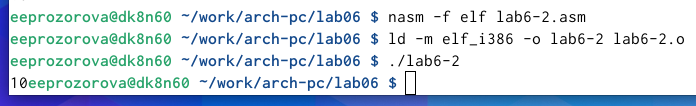 eeprozorova@dk8n60 ~/work/arch-pc/lab06 $ nasm -f elf lab6-2.asm
eeprozorova@dk8n60 ~/work/arch-pc/lab06 $ ld -m elf_i386 -o lab6-2 lab6-2.o
eeprozorova@dk8n60 ~/work/arch-pc/lab06 $ ./lab6-2
10eeprozorova@dk8n60 ~/work/arch-pc/lab06 $